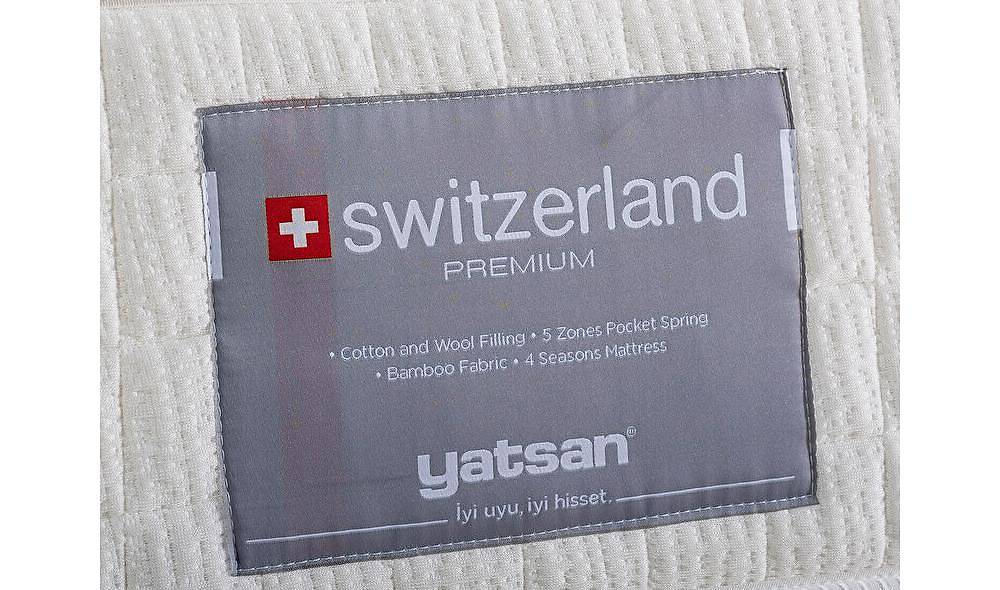 switzerland
PREMIUM
• Cotton and Wool Filling • 5 Zones Pocket Spring
• Bamboo Fabric • 4 Seasons Mattress
yatsan®
İyi uyu, iyi hisset.